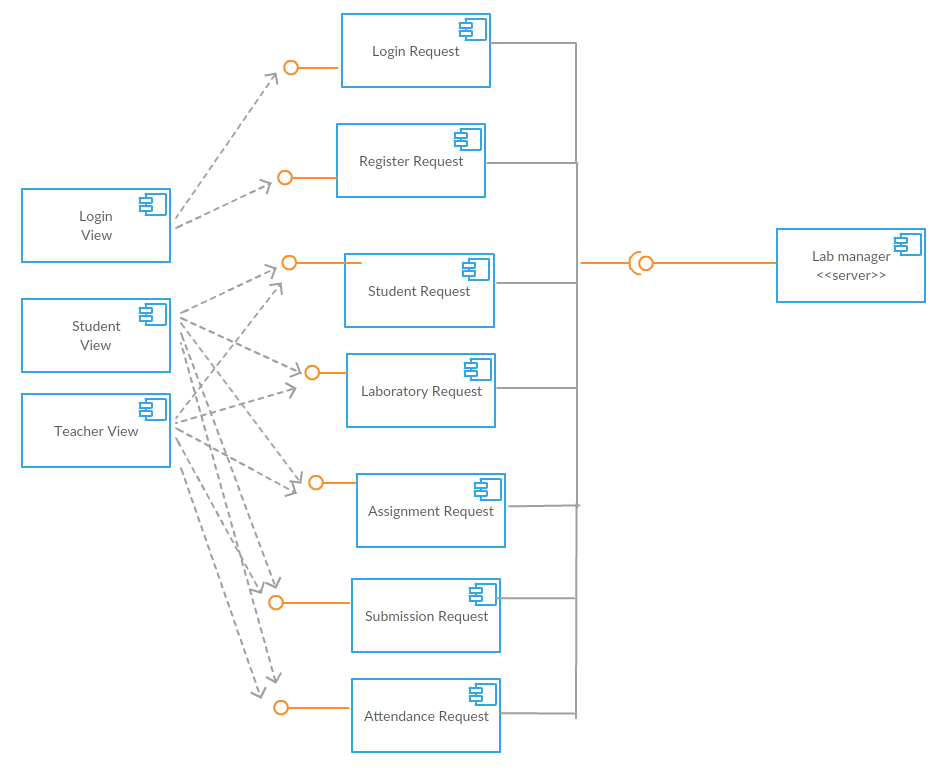 Login Request
Register Request
Login
View
Student Request
Lab manager
<<server>>
Student
View
Laboratory Request
Teacher View
Assignment Request
Submission Request
Attendance Request